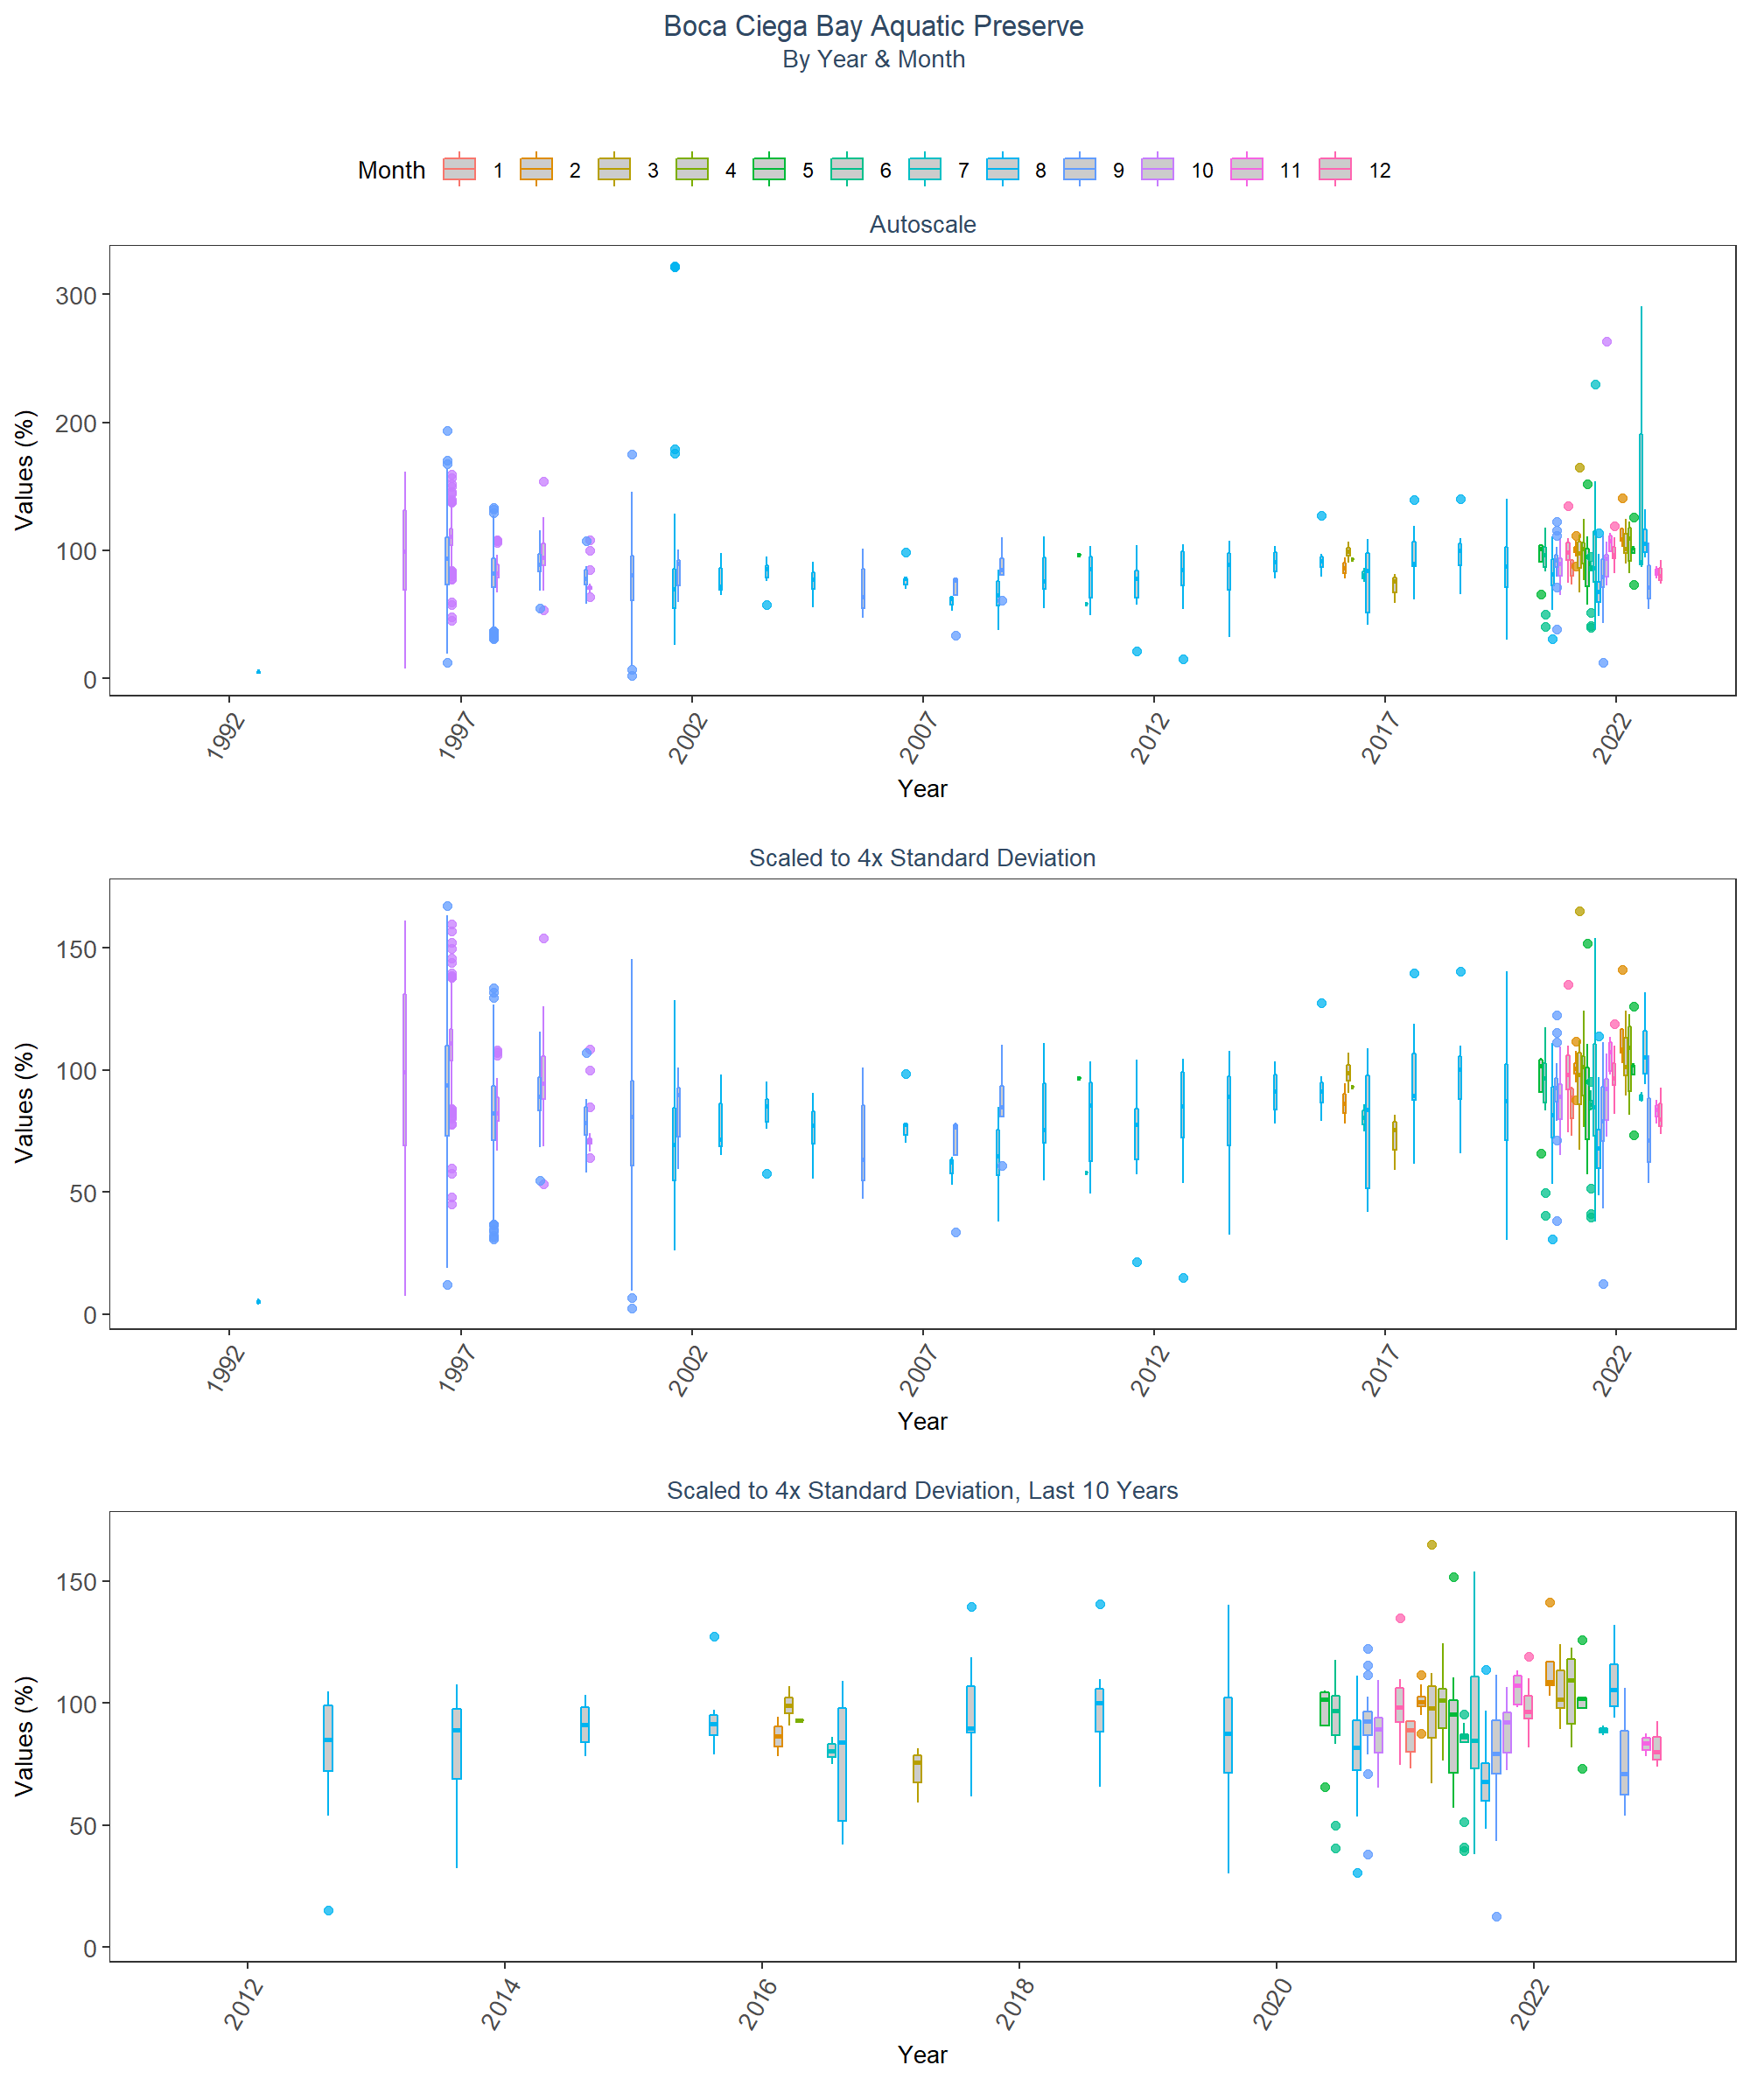 Boca Ciega Bay Aquatic Preserve
By Year & Month
Month 1 2 3 4 5 6 7 8 9 10 11 12
Autoscale
Values (%)
300
200
100
0
1992 1997 2002 2007 2012 2017 2022
Year
Scaled to 4x Standard Deviation
Values (%)
150
100
50
0
1992 1997 2002 2007 2012 2017 2022
Year
Scaled to 4x Standard Deviation, Last 10 Years
Values (%)
150
100
50
0
2012 2014 2016 2018 2020 2022
Year